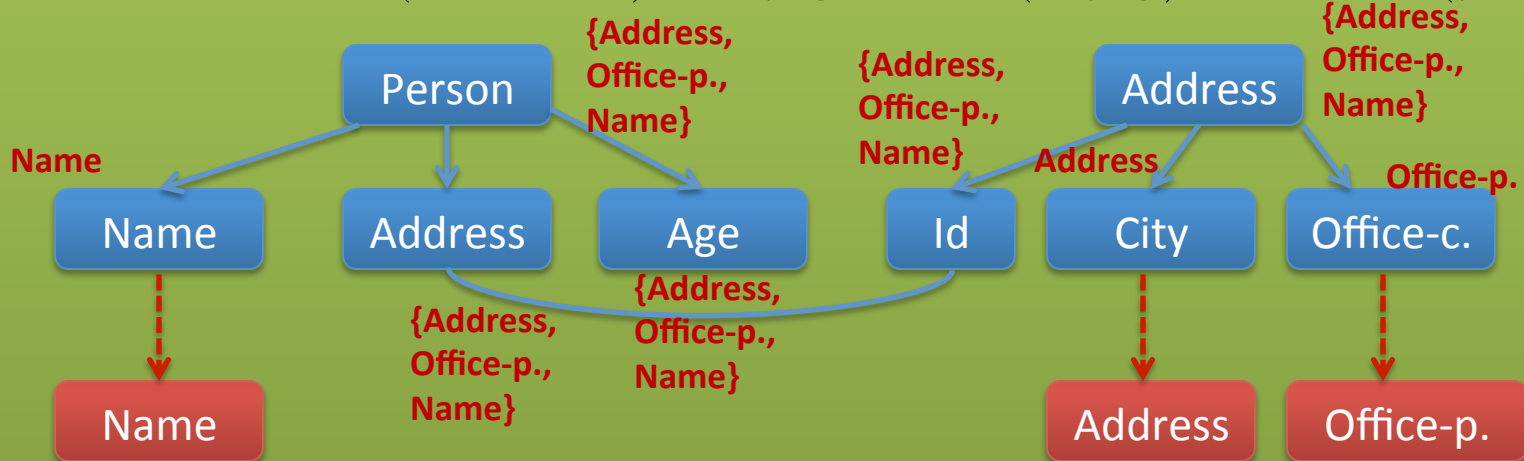 {Address,
Office-p.,
Name}
{Address,
Office-p.,
Name}
Person
{Address,
Office-p.,
Name}
Address
Name
Address
Office-p.
Name
Address
Age
Id
City
Office-c.
{Address,
Office-p.,
Name}
{Address,
Office-p.,
Name}
Name
Address
Office-p.